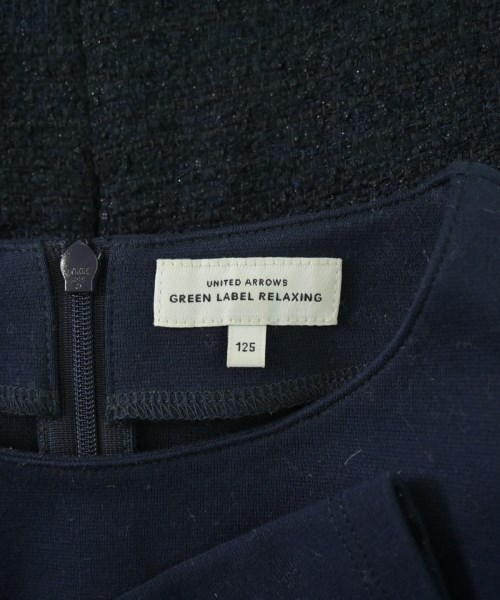 UNITED ARROWS
GREEN LABEL RELAXING
125